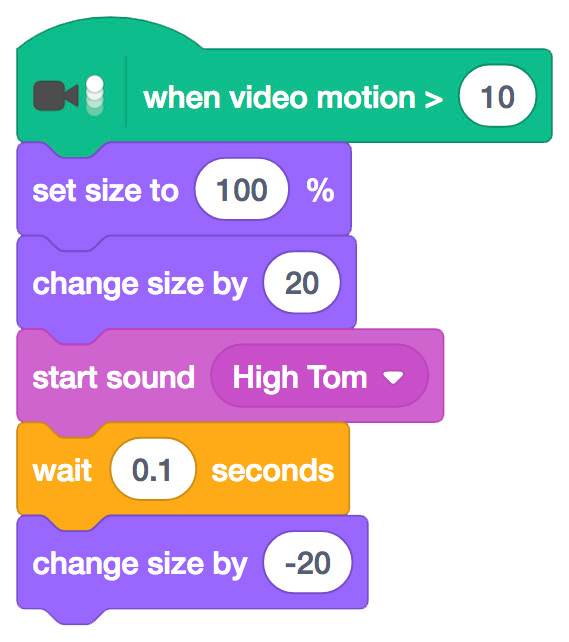 when video motion > 10
set size to 100 %
change size by 20
start sound High Tom
wait 0.1 seconds
change size by -20